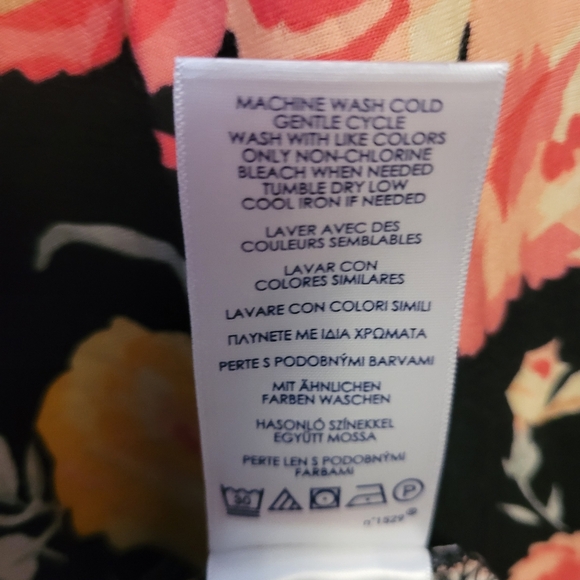 MACHINE WASH COLD
GENTLE CYCLE
WASH WITH LIKE COLORS
ONLY NON-CHLORINE
BLEACH WHEN NEEDED
TUMBLE DRY LOW
COOL IRON IF NEEDED
LAVER AVEC DES
COULEURS SEMBLABLES
LAVAR CON
COLORES SIMILARES
LAVARE CON COLORI SIMILI
ΠΛΥΝΕΤΕ ΜΕ ΙΔΙΑ ΧΡΩΜΑΤΑ
PERTE S PODOBNÝMI BARVAMI
MIT ÄHNLICHEN
FARBEN WASCHEN
HASONLÓ SZÍNEKKEL
EGYÜTT MOSSA
PERTE LEN S PODOBNÝMI
FARBAMI
30 P
n°1829®